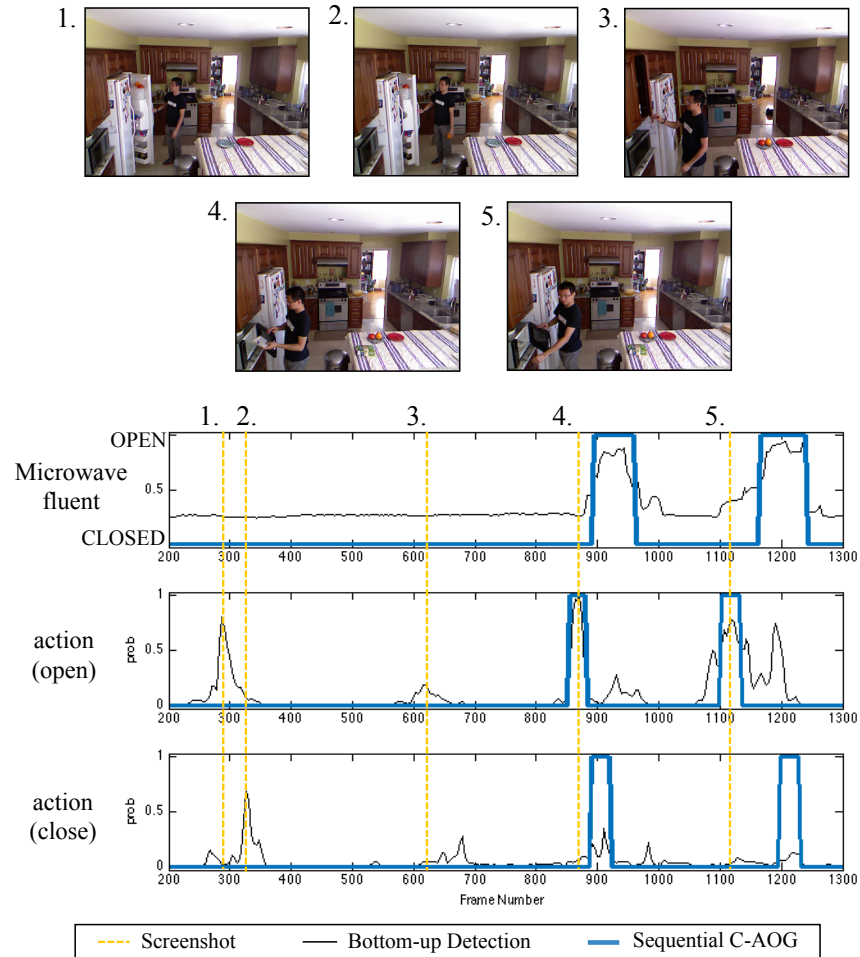 1. 2. 3.
4. 5.
1. 2. 3. 4. 5.
OPEN
Microwave fluent
0.5
CLOSED
200 300 400 500 600 700 800 900 1000 1100 1200 1300
action (open)
prob
1
0.5
0
200 300 400 500 600 700 800 900 1000 1100 1200 1300
action (close)
prob
1
0.5
0
200 300 400 500 600 700 800 900 1000 1100 1200 1300
Frame Number
Screenshot Bottom-up Detection Sequential C-AOG